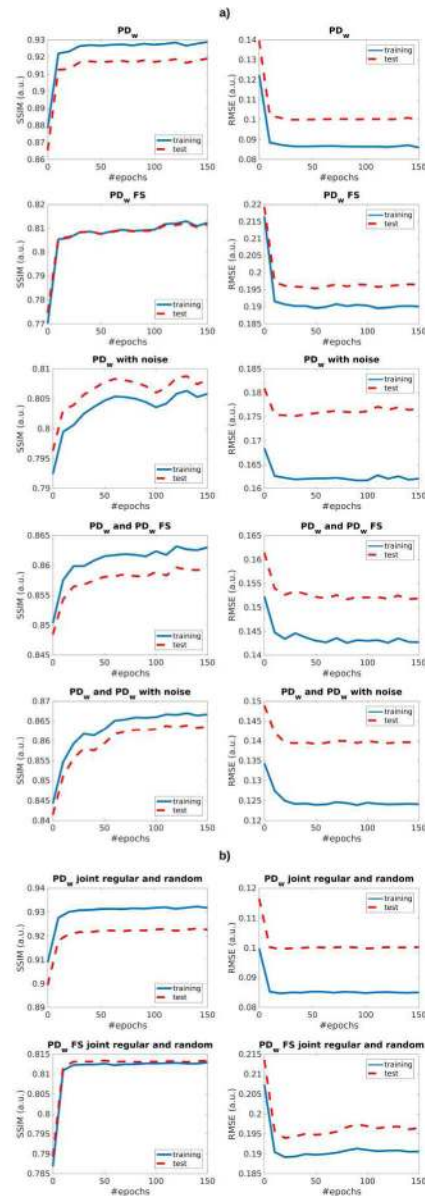 a)
PDw
PDw
0.93
0.92
0.91
0.9
0.89
0.88
0.87
0.86
SSIM (a.u.)
training
test
0
50
100
150
#epochs
0.14
0.13
0.12
0.11
0.1
0.09
0.08
RMSE (a.u.)
training
test
0
50
100
150
#epochs
PDw FS
PDw FS
0.82
0.81
0.8
0.79
0.78
0.77
SSIM (a.u.)
training
test
0
50
100
150
#epochs
0.22
0.215
0.21
0.205
0.2
0.195
0.19
0.185
RMSE (a.u.)
training
test
0
50
100
150
#epochs
PDw with noise
PDw with noise
0.81
0.805
0.8
0.795
0.79
SSIM (a.u.)
training
test
0
50
100
150
#epochs
0.185
0.18
0.175
0.17
0.165
0.16
RMSE (a.u.)
training
test
0
50
100
150
#epochs
PDw and PDw FS
PDw and PDw FS
0.865
0.86
0.855
0.85
0.845
SSIM (a.u.)
training
test
0
50
100
150
#epochs
0.165
0.16
0.155
0.15
0.145
0.14
RMSE (a.u.)
training
test
0
50
100
150
#epochs
PDw and PDw with noise
PDw and PDw with noise
0.87
0.865
0.86
0.855
0.85
0.845
0.84
SSIM (a.u.)
training
test
0
50
100
150
#epochs
0.15
0.145
0.14
0.135
0.13
0.125
0.12
RMSE (a.u.)
training
test
0
50
100
150
#epochs
b)
PDw joint regular and random
PDw joint regular and random
0.94
0.93
0.92
0.91
0.9
0.89
SSIM (a.u.)
training
test
0
50
100
150
#epochs
0.12
0.11
0.1
0.09
0.08
RMSE (a.u.)
training
test
0
50
100
150
#epochs
PDw FS joint regular and random
PDw FS joint regular and random
0.815
0.81
0.805
0.8
0.795
0.79
0.785
SSIM (a.u.)
training
test
0
50
100
150
#epochs
0.215
0.21
0.205
0.2
0.195
0.19
0.185
RMSE (a.u.)
training
test
0
50
100
150
#epochs